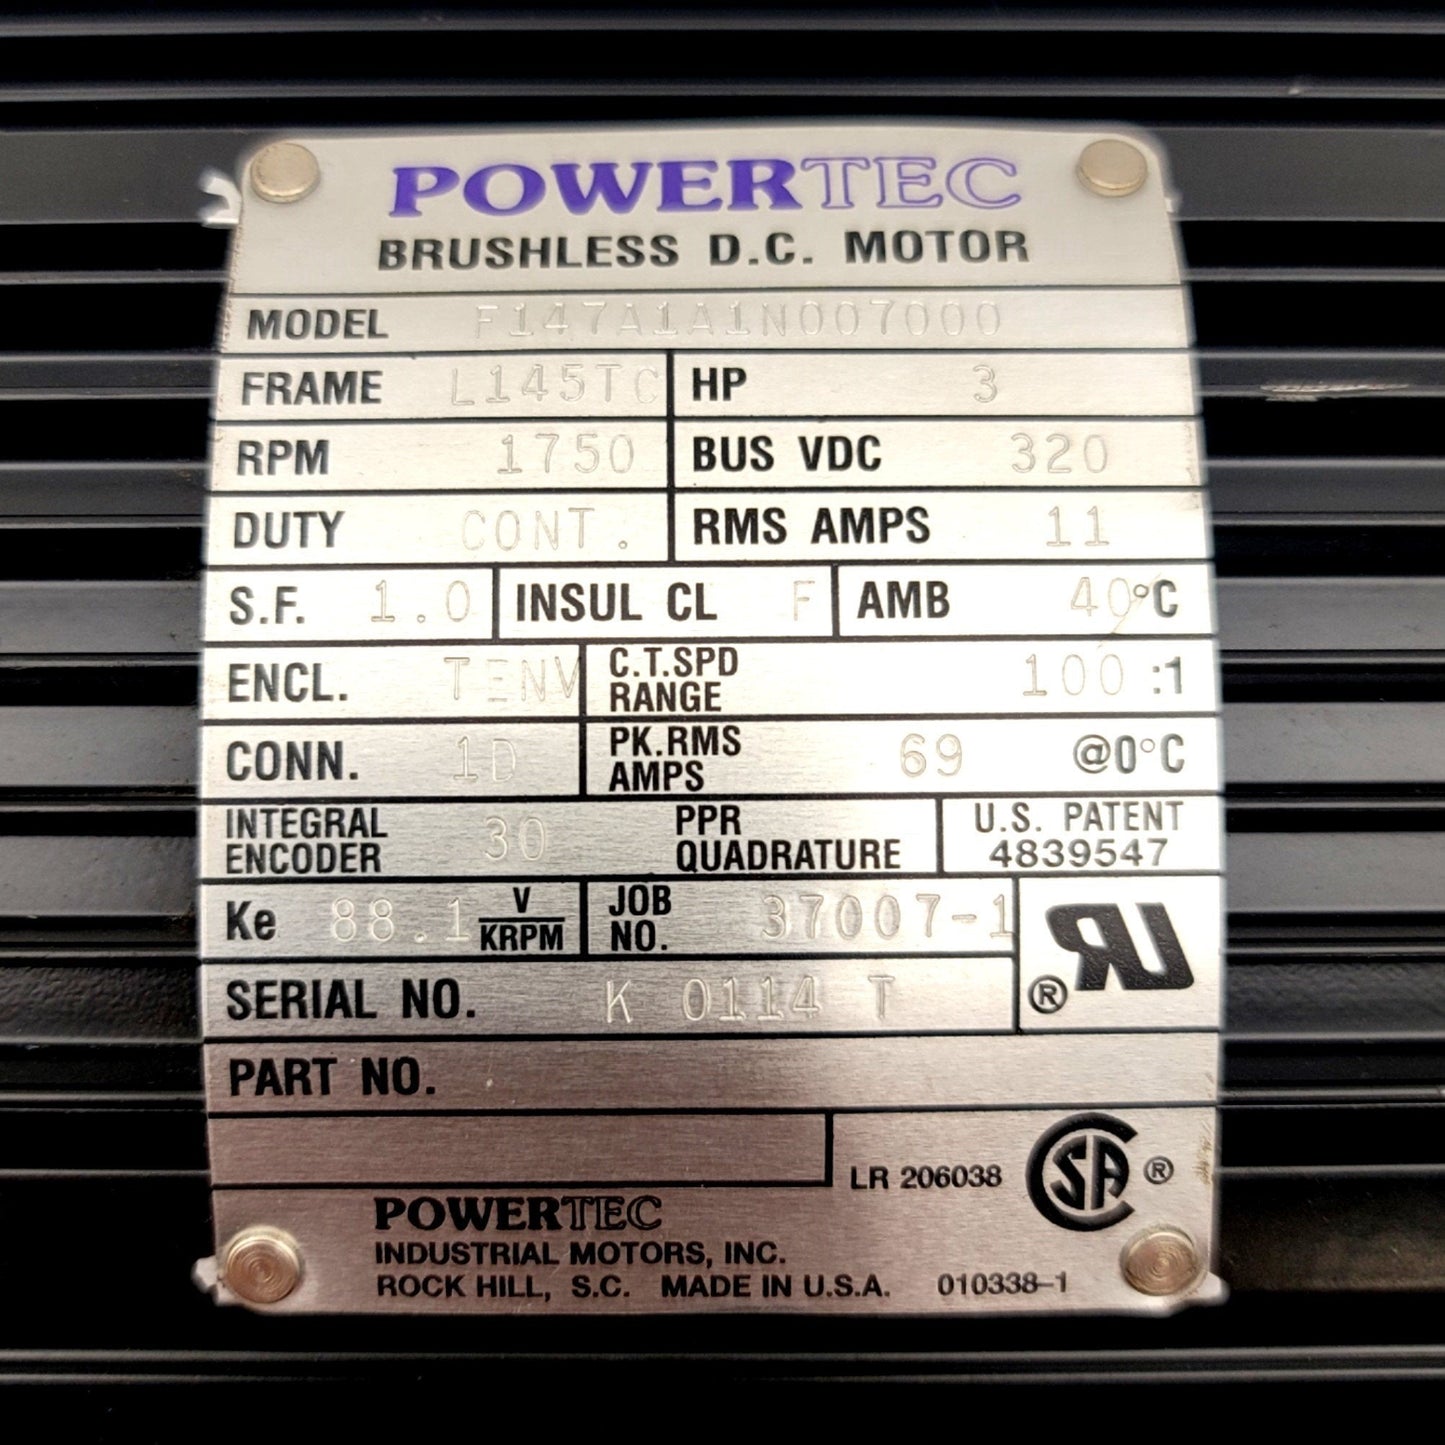 POWERTEC
BRUSHLESS D.C. MOTOR
MODEL F147A1A1N007000
FRAME L145TC HP 3
RPM 1750 BUS VDC 320
DUTY CONT. RMS AMPS 11
S.F. 1.0 INSUL CL F AMB 40°C
ENCL. TENV C.T.SPD RANGE 100 :1
CONN. 1D PK.RMS AMPS 69 @0°C
INTEGRAL ENCODER 30 PPR QUADRATURE U.S. PATENT 4839547
Ke 88.1 V/KRPM JOB NO. 37007-1
SERIAL NO. K 0114 T UR ®
PART NO.
LR 206038 CSA ®
POWERTEC
INDUSTRIAL MOTORS, INC.
ROCK HILL, S.C. MADE IN U.S.A. 010338-1